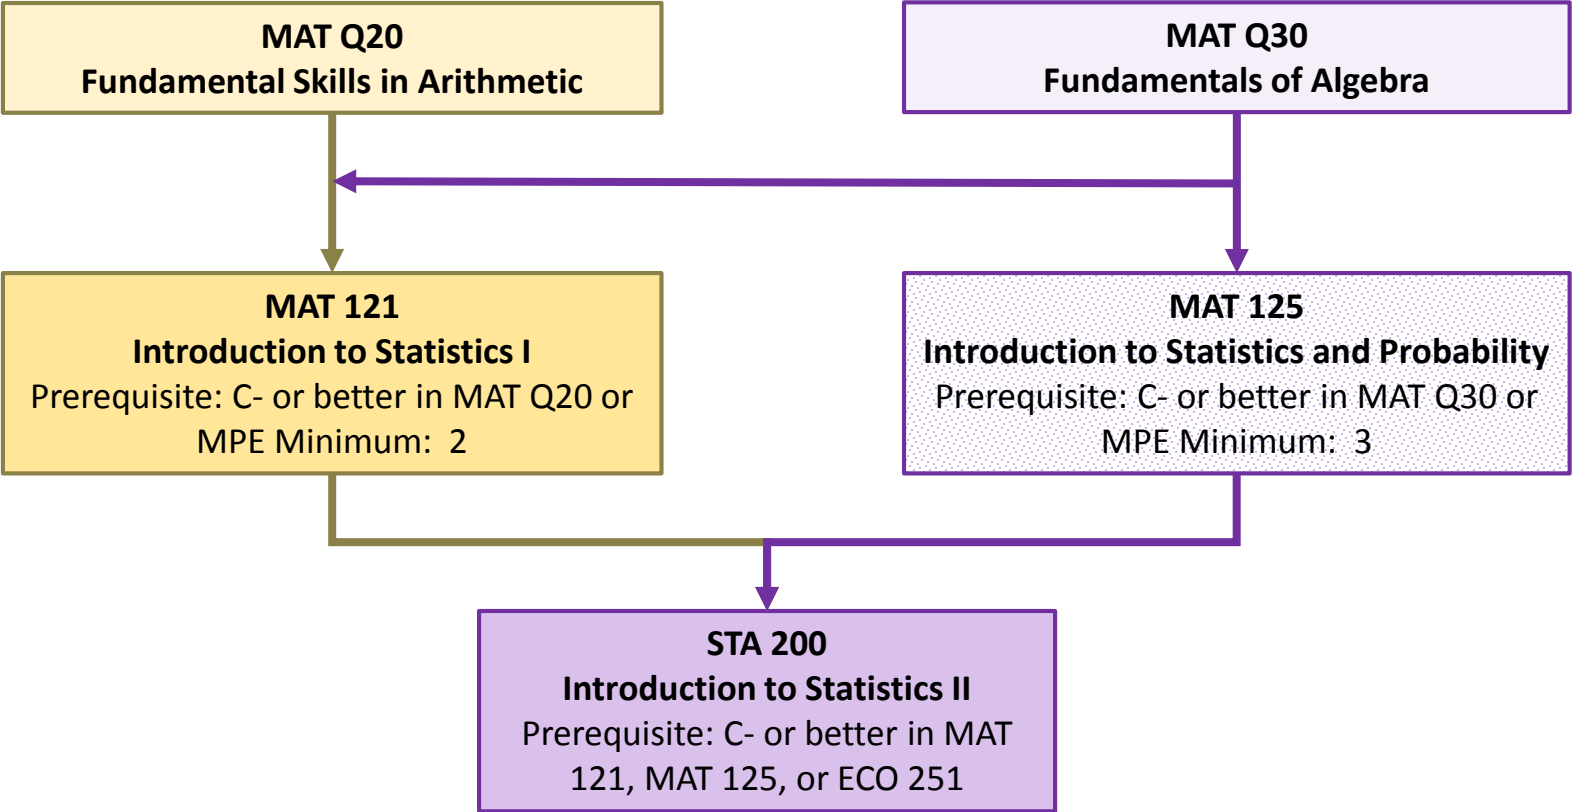 MAT Q20
Fundamental Skills in Arithmetic
MAT Q30
Fundamentals of Algebra
MAT 121
Introduction to Statistics I
Prerequisite: C- or better in MAT Q20 or
MPE Minimum:  2
MAT 125
Introduction to Statistics and Probability
Prerequisite: C- or better in MAT Q30 or
MPE Minimum:  3
STA 200
Introduction to Statistics II
Prerequisite: C- or better in MAT
121, MAT 125, or ECO 251